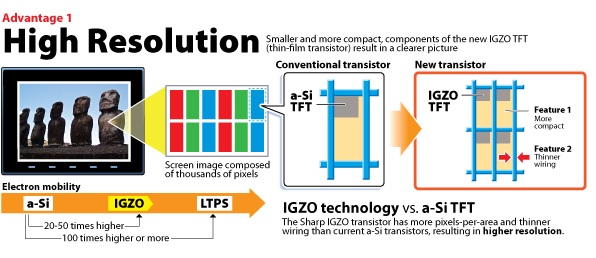 Advantage 1
High Resolution
Smaller and more compact, components of the new IGZO TFT
(thin-film transistor) result in a clearer picture
Conventional transistor
New transistor
a-Si
TFT
IGZO
TFT
Feature 1
More
compact
Feature 2
Thinner
wiring
Screen image composed
of thousands of pixels
Electron mobility
a-Si
IGZO
LTPS
20-50 times higher
100 times higher or more
IGZO technology vs. a-Si TFT
The Sharp IGZO transistor has more pixels-per-area and thinner
wiring than current a-Si transistors, resulting in higher resolution.